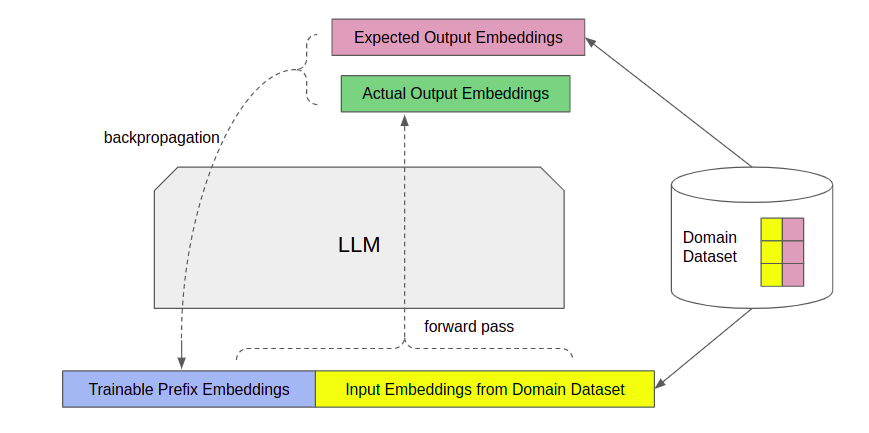 Expected Output Embeddings
Actual Output Embeddings
backpropagation
LLM
Domain
Dataset
forward pass
Trainable Prefix Embeddings
Input Embeddings from Domain Dataset